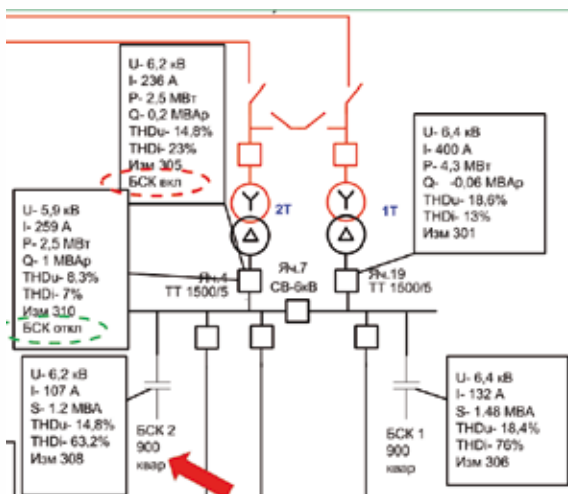 U- 6,2 кВ
I- 236 А
P- 2,5 МВт
Q- 0,2 МВАр
THDu- 14,8%
THDi- 23%
Изм 305
БСК вкл
U- 6,4 кВ
I- 400 А
P- 4,3 МВт
Q- -0,06 МВАр
THDu- 18,6%
THDi- 13%
Изм 301
2Т
1Т
U- 5,9 кВ
I- 259 А
P- 2,5 МВт
Q- 1 МВАр
THDu- 8,3%
THDi- 7%
Изм 310
БСК откл
Яч.4
ТТ 1500/5
Яч.7
СВ-6кВ
Яч.19
ТТ 1500/5
U- 6,2 кВ
I- 107 А
S- 1.2 МВА
THDu- 14,8%
THDi- 63,2%
Изм 308
БСК 2
900
квар
БСК 1
900
квар
U- 6,4 кВ
I- 132 А
S- 1.48 МВА
THDu- 18,4%
THDi- 76%
Изм 306